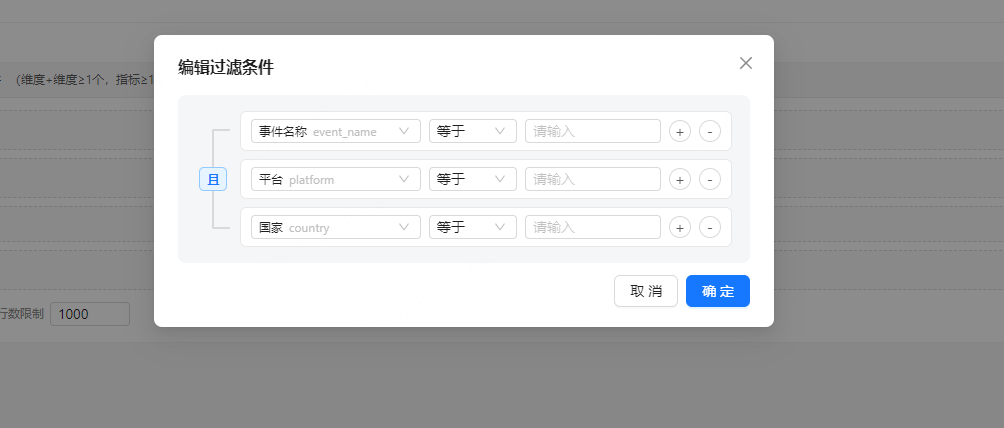 编辑过滤条件
（维度+维度≥1个，指标≥1
事件名称 event_name 等于 请输入 + -
且
平台 platform 等于 请输入 + -
国家 country 等于 请输入 + -
取 消 确 定
行数限制 1000